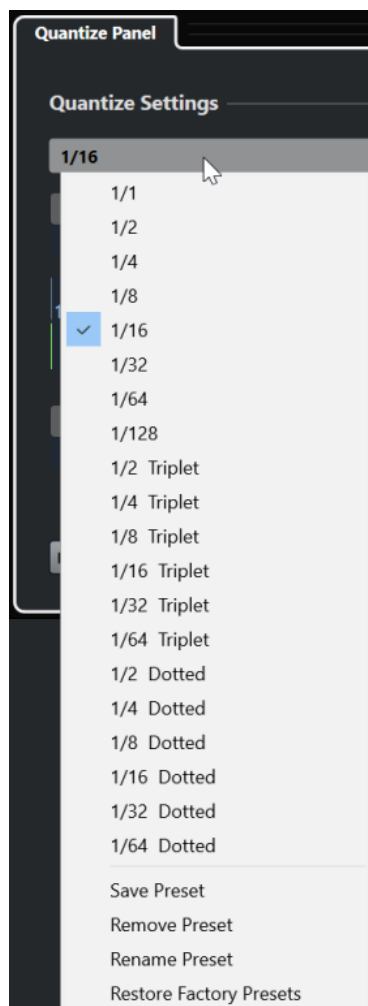 Quantize Panel
Quantize Settings
1/16
1/1
1/2
1/4
1/8
1/16
1/32
1/64
1/128
1/2 Triplet
1/4 Triplet
1/8 Triplet
1/16 Triplet
1/32 Triplet
1/64 Triplet
1/2 Dotted
1/4 Dotted
1/8 Dotted
1/16 Dotted
1/32 Dotted
1/64 Dotted
Save Preset
Remove Preset
Rename Preset
Restore Factory Presets